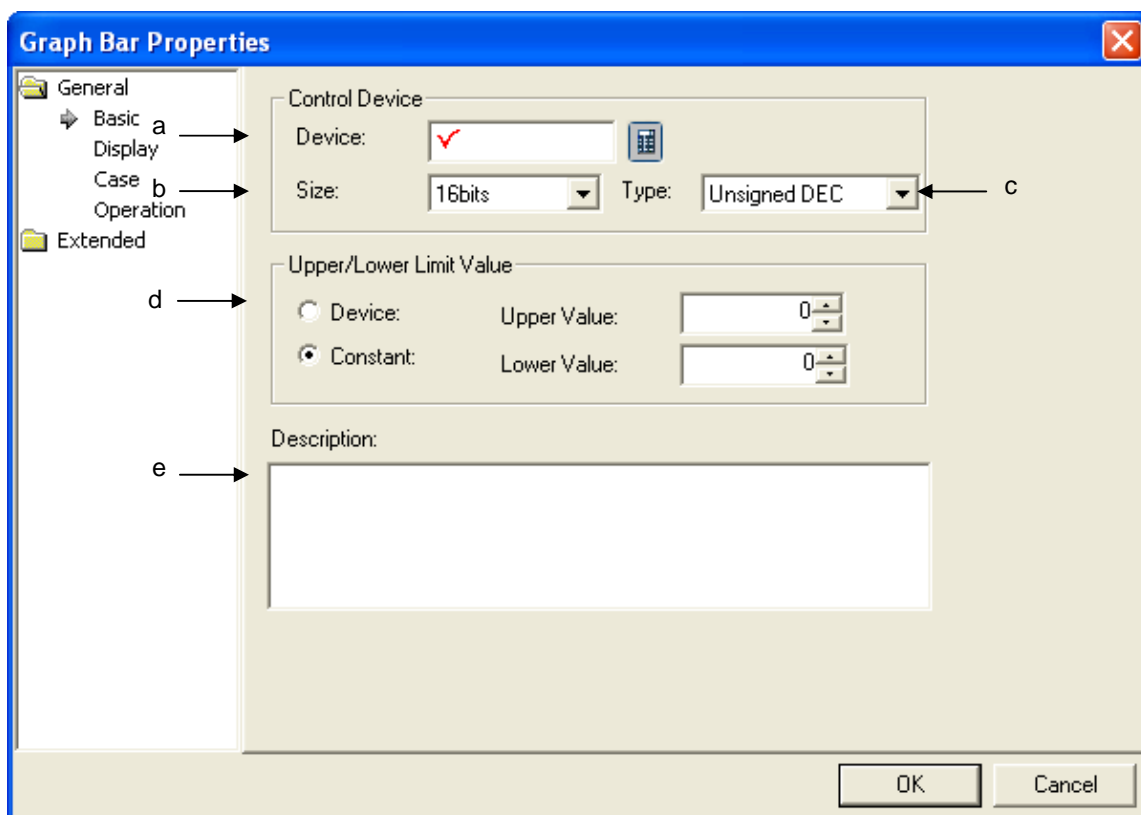 Graph Bar Properties
General
Basic
Display
Case
Operation
Extended
a
b
c
d
e
Control Device
Device:
Size: 16bits Type: Unsigned DEC
Upper/Lower Limit Value
Device: Upper Value: 0
Constant: Lower Value: 0
Description:
OK Cancel